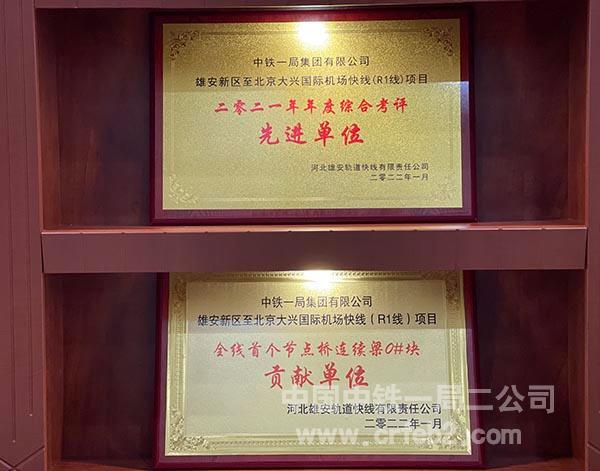 中铁一局集团有限公司
雄安新区至北京大兴国际机场快线(R1线)项目
二零二一年年度综合考评
先进单位
河北雄安轨道快线有限责任公司
二零二二年一月
中铁一局集团有限公司
雄安新区至北京大兴国际机场快线（R1线）项目
全线首个节点桥连续梁0#块
贡献单位
河北雄安轨道快线有限责任公司
二零二二年一月
中国中铁一局二公司
www.cr1c2.com